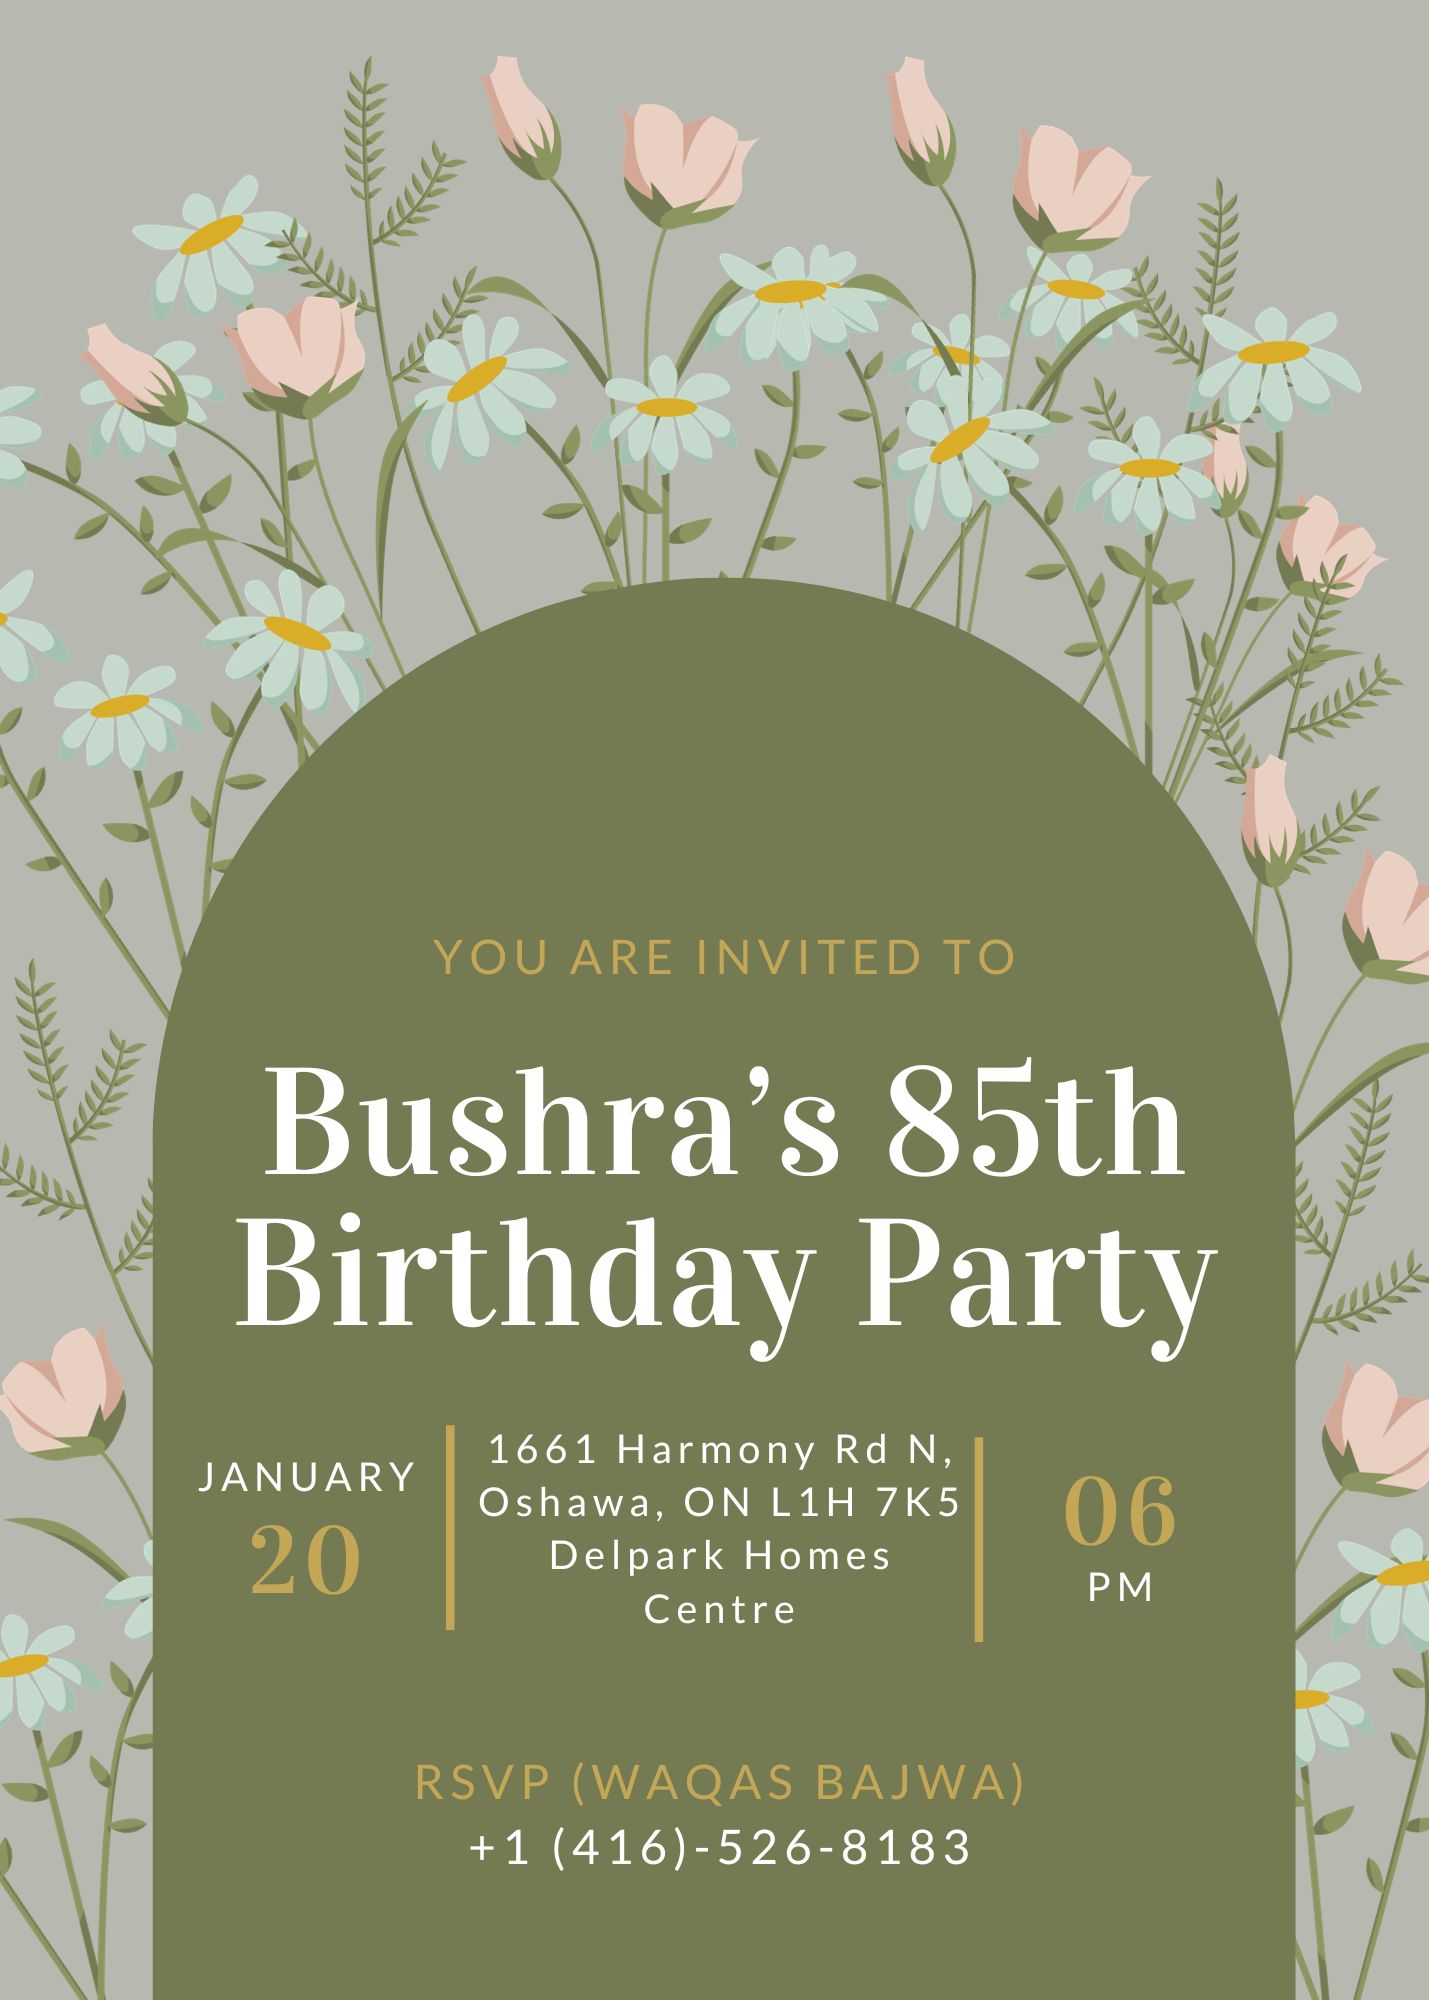 YOU ARE INVITED TO
Bushra’s 85th
Birthday Party
JANUARY
20
1661 Harmony Rd N,
Oshawa, ON L1H 7K5
Delpark Homes
Centre
06
PM
RSVP (WAQAS BAJWA)
+1 (416)-526-8183